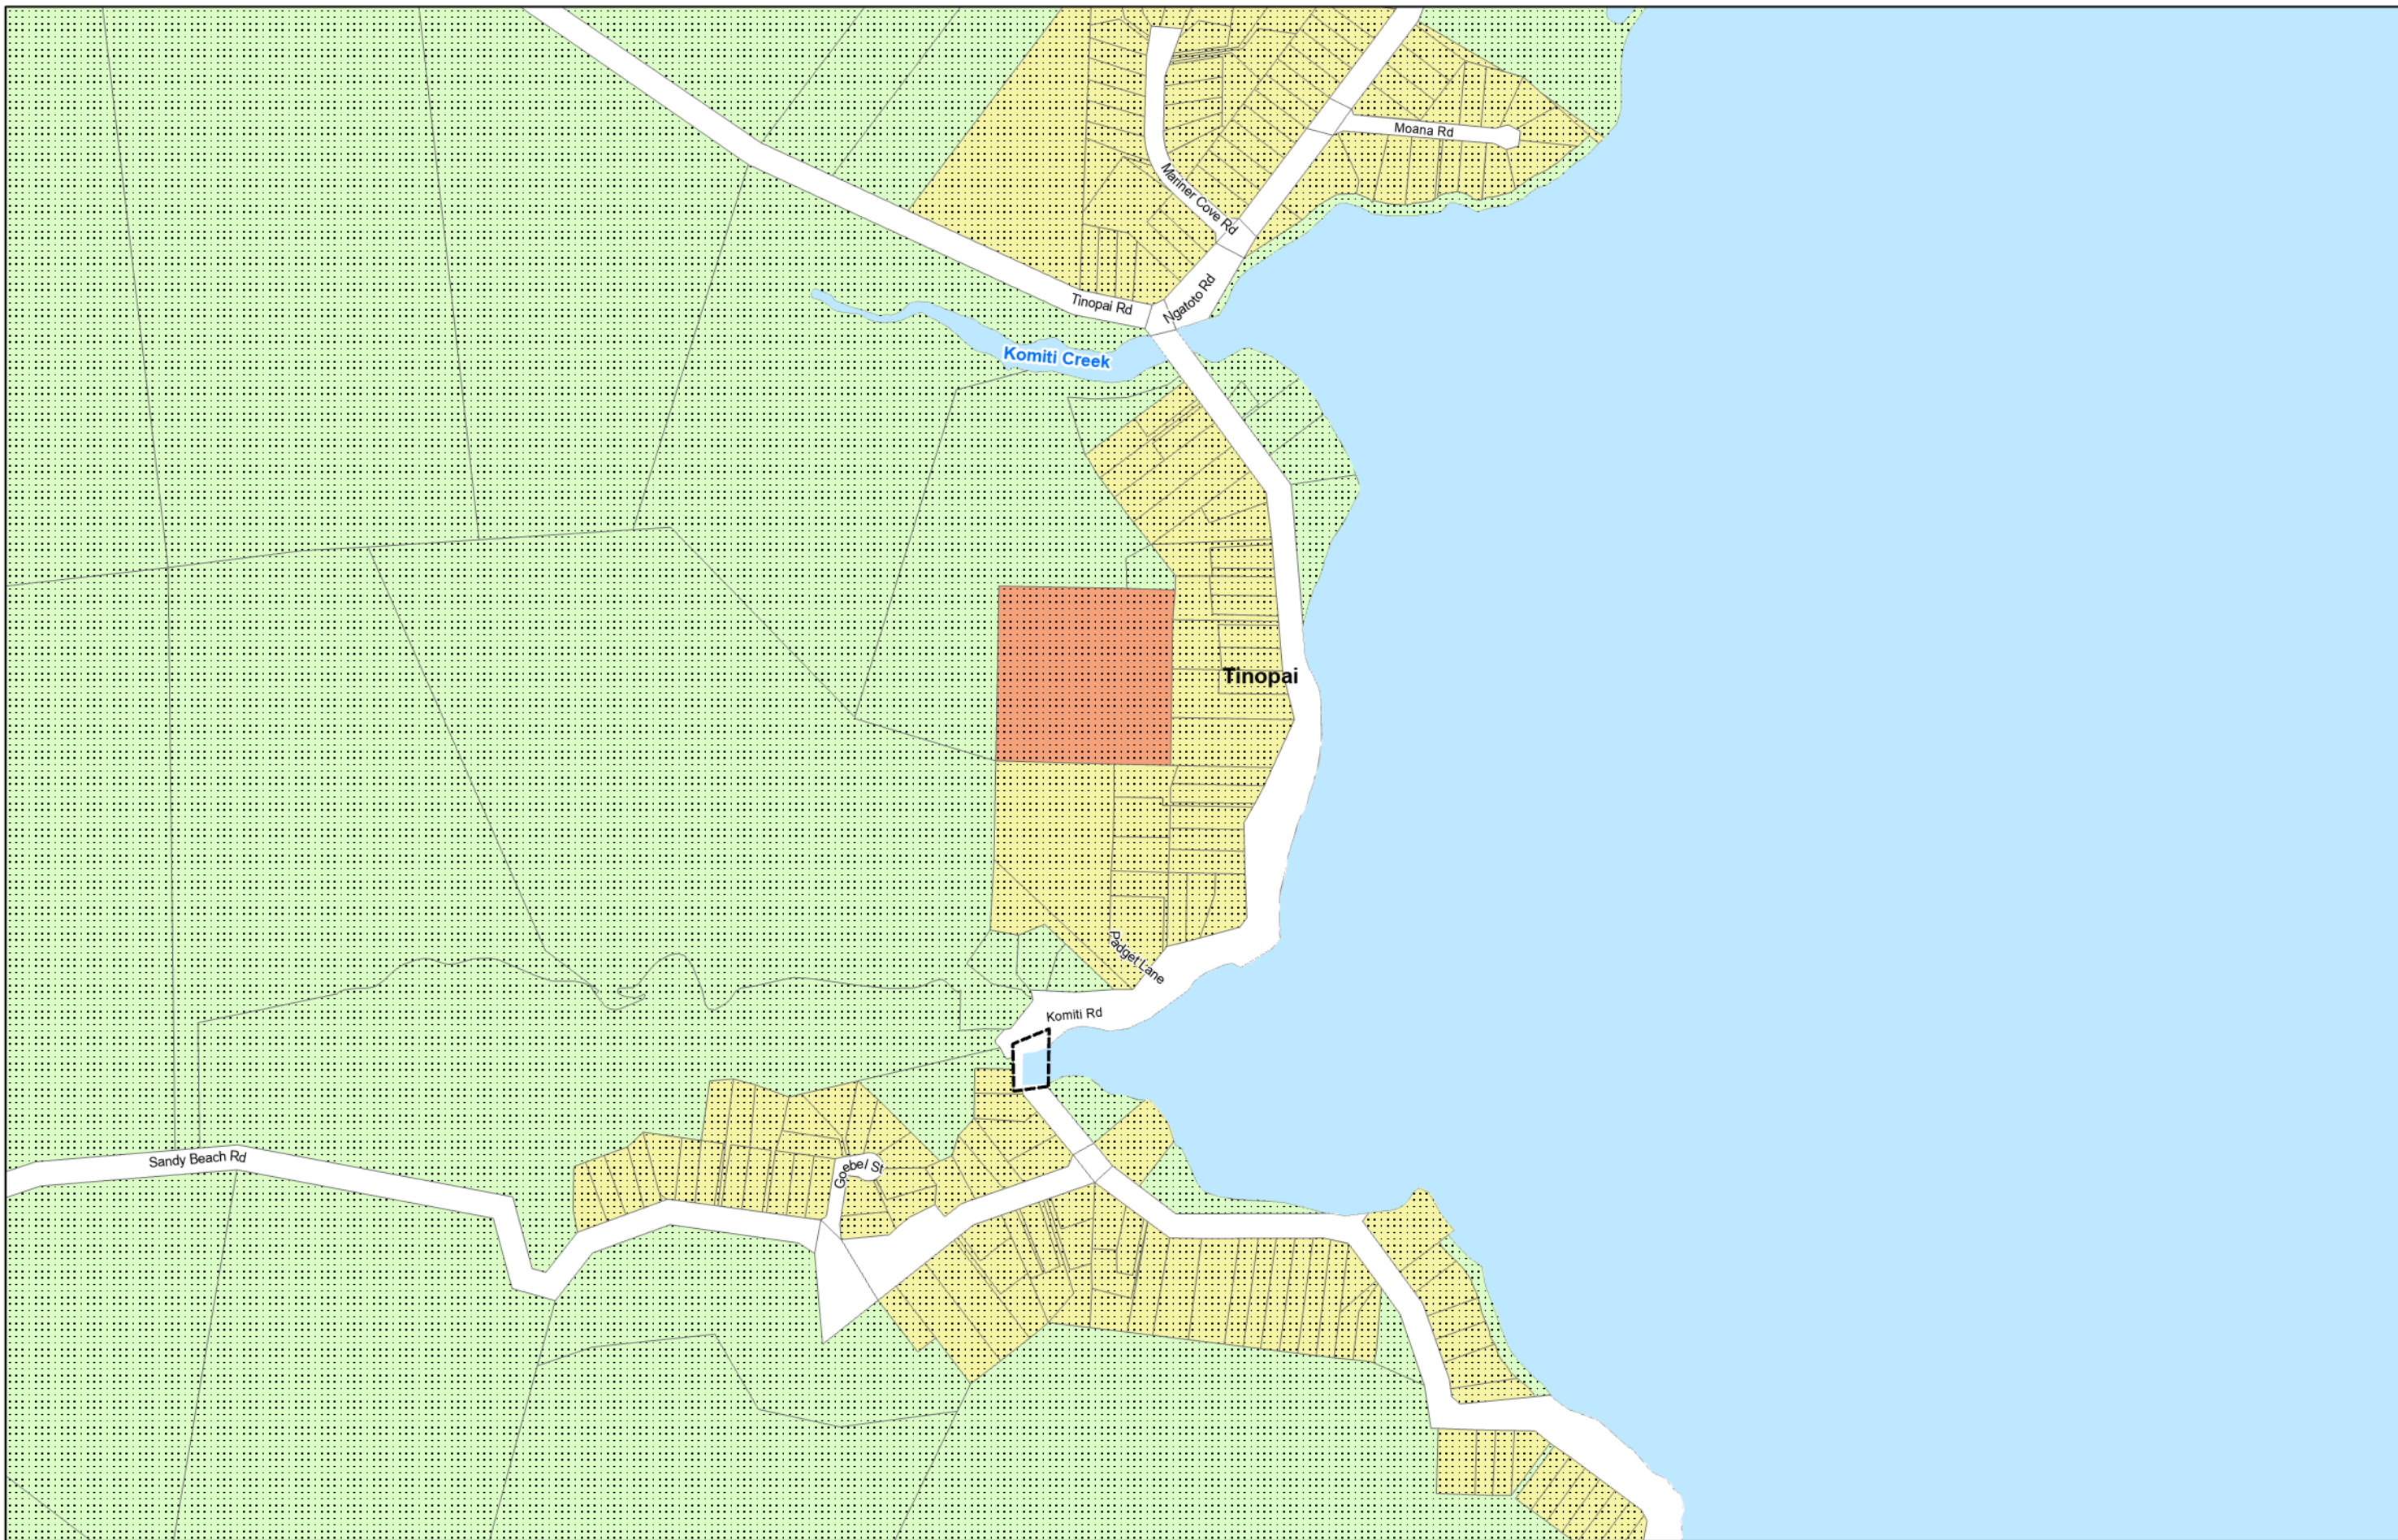 Moana Rd
Mariner Cove Rd
Ngatoto Rd
Tinopai Rd
Komiti Creek
Tinopai
Padget Lane
Komiti Rd
Sandy Beach Rd
Goebel St